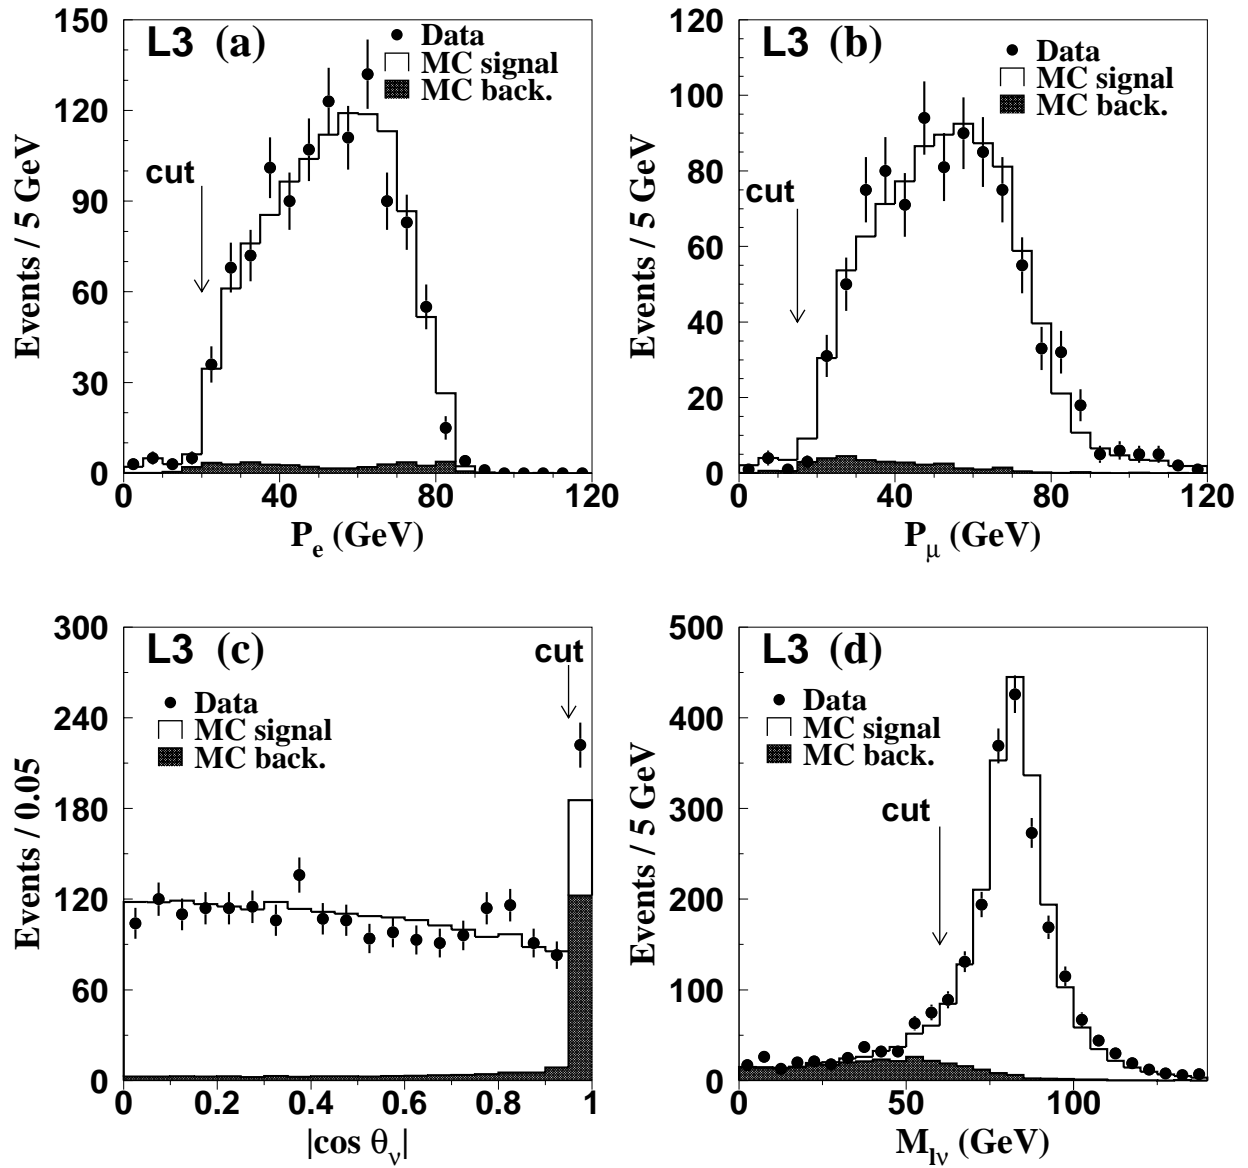 L3 (a)
Data
MC signal
MC back.
cut
Events / 5 GeV
150
120
90
60
30
0
0 40 80 120
P_e (GeV)
L3 (b)
Data
MC signal
MC back.
cut
Events / 5 GeV
120
100
80
60
40
20
0
0 40 80 120
P_μ (GeV)
L3 (c)
cut
Data
MC signal
MC back.
Events / 0.05
300
240
180
120
60
0
0 0.2 0.4 0.6 0.8 1
|cos θ_ν|
L3 (d)
Data
MC signal
MC back.
cut
Events / 5 GeV
500
400
300
200
100
0
0 50 100
M_lν (GeV)